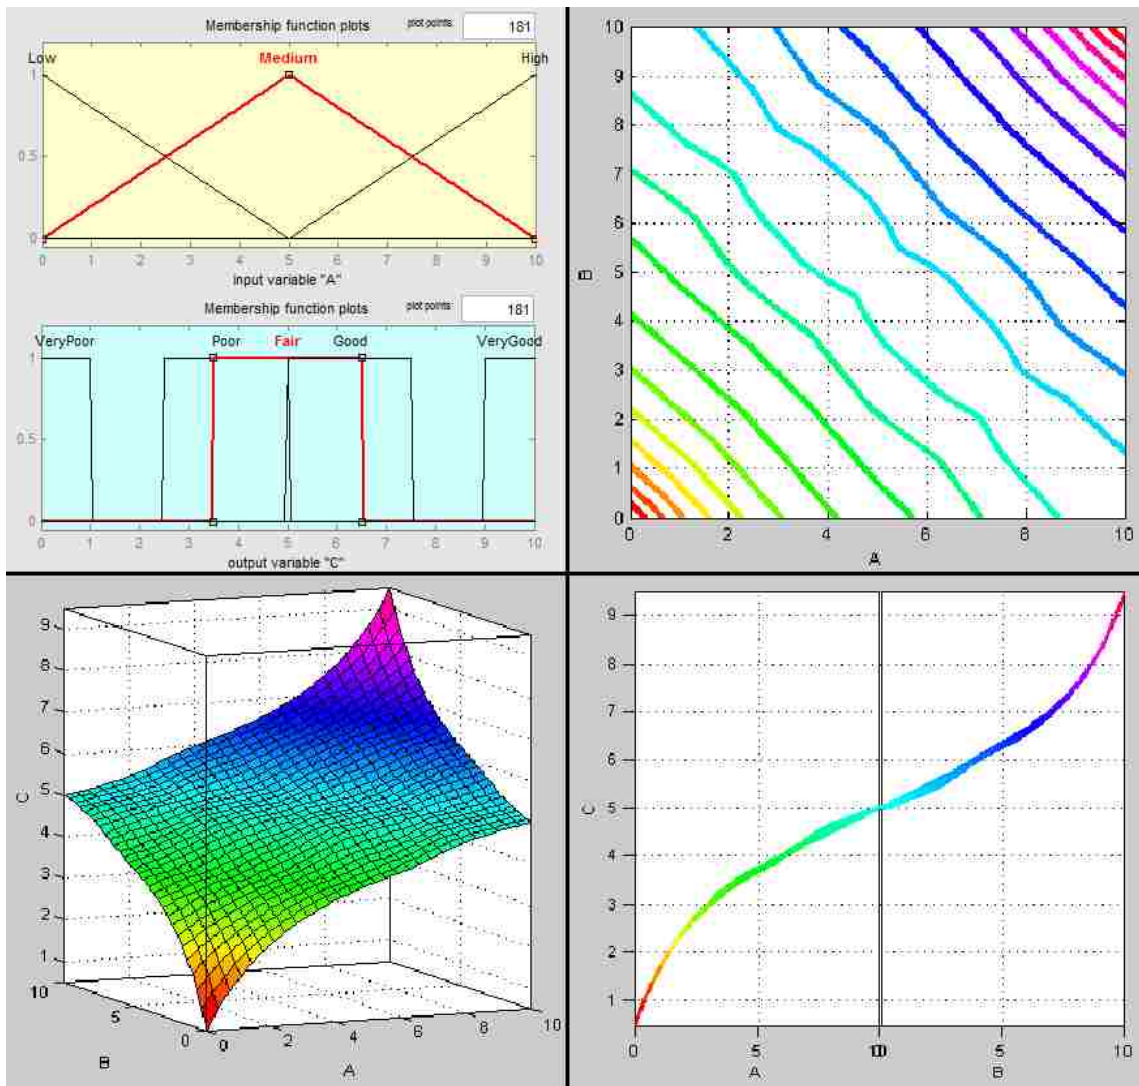 Membership function plots plot points: 181
Low Medium High
1
0.5
0
0 1 2 3 4 5 6 7 8 9 10
input variable "A"
Membership function plots plot points: 181
VeryPoor Poor Fair Good VeryGood
1
0.5
0
0 1 2 3 4 5 6 7 8 9 10
output variable "C"
10
9
8
7
6
5
4
3
2
1
0
B
0 2 4 6 8 10
A
9
8
7
6
5
4
3
2
1
C
10
5
0
B
0 2 4 6 8 10
A
9
8
7
6
5
4
3
2
1
C
0 5 10 0 5 10
A B